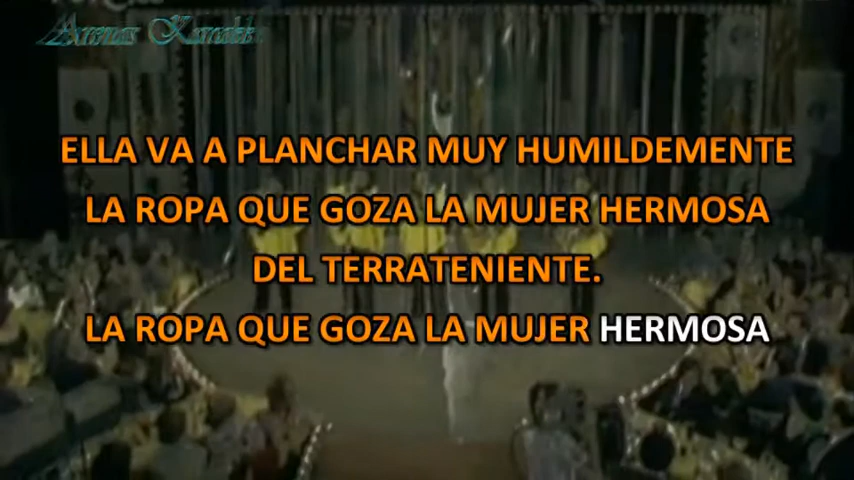 ELLA VA A PLANCHAR MUY HUMILDEMENTE
LA ROPA QUE GOZA LA MUJER HERMOSA
DEL TERRATENIENTE.
LA ROPA QUE GOZA LA MUJER HERMOSA